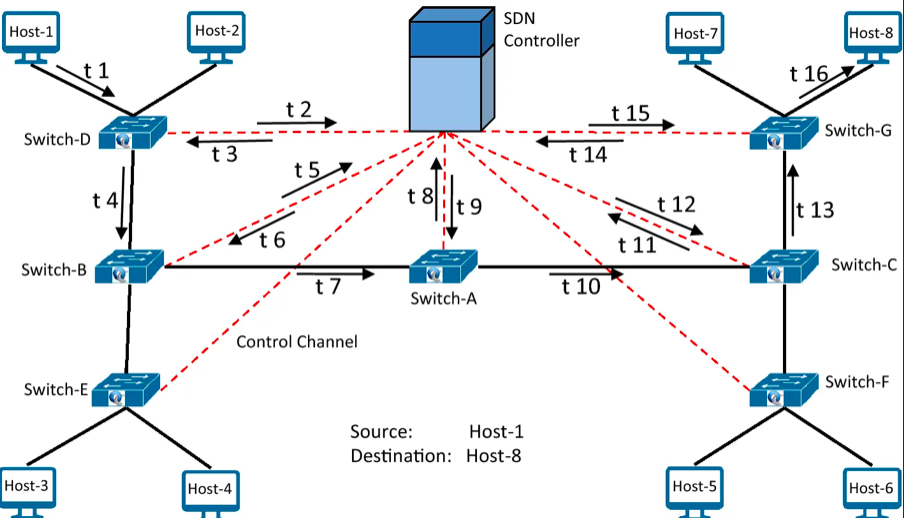 Host-1
Host-2
SDN
Controller
Host-7
Host-8
t 1
t 16
t 2
t 15
Switch-D
Switch-G
t 3
t 14
t 5
t 4
t 8
t 9
t 12
t 6
t 11
t 13
Switch-B
Switch-C
t 7
t 10
Switch-A
Control Channel
Switch-E
Switch-F
Source: Host-1
Destination: Host-8
Host-3
Host-4
Host-5
Host-6